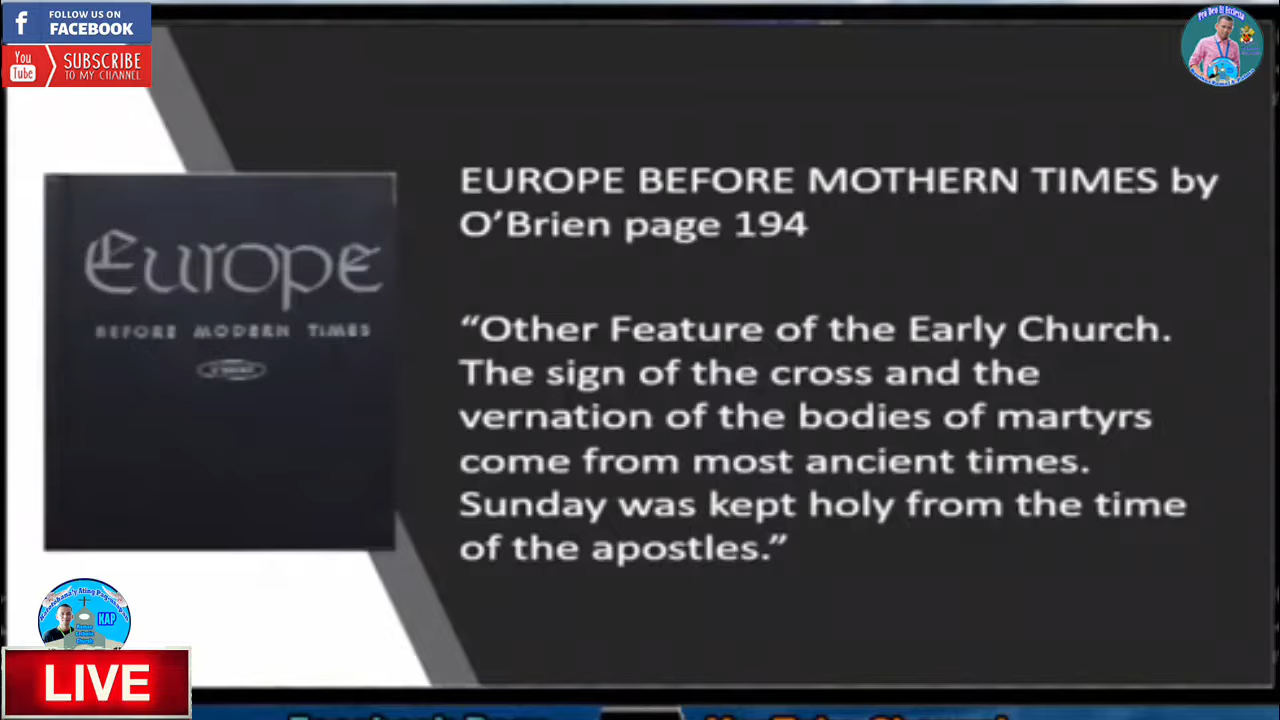 FOLLOW US ON
FACEBOOK
You
Tube
SUBSCRIBE
TO MY CHANNEL
EUROPE BEFORE MOTHERN TIMES by
O'Brien page 194
Europe
BEFORE MODERN TIMES
"Other Feature of the Early Church.
The sign of the cross and the
vernation of the bodies of martyrs
come from most ancient times.
Sunday was kept holy from the time
of the apostles."
KAP
LIVE